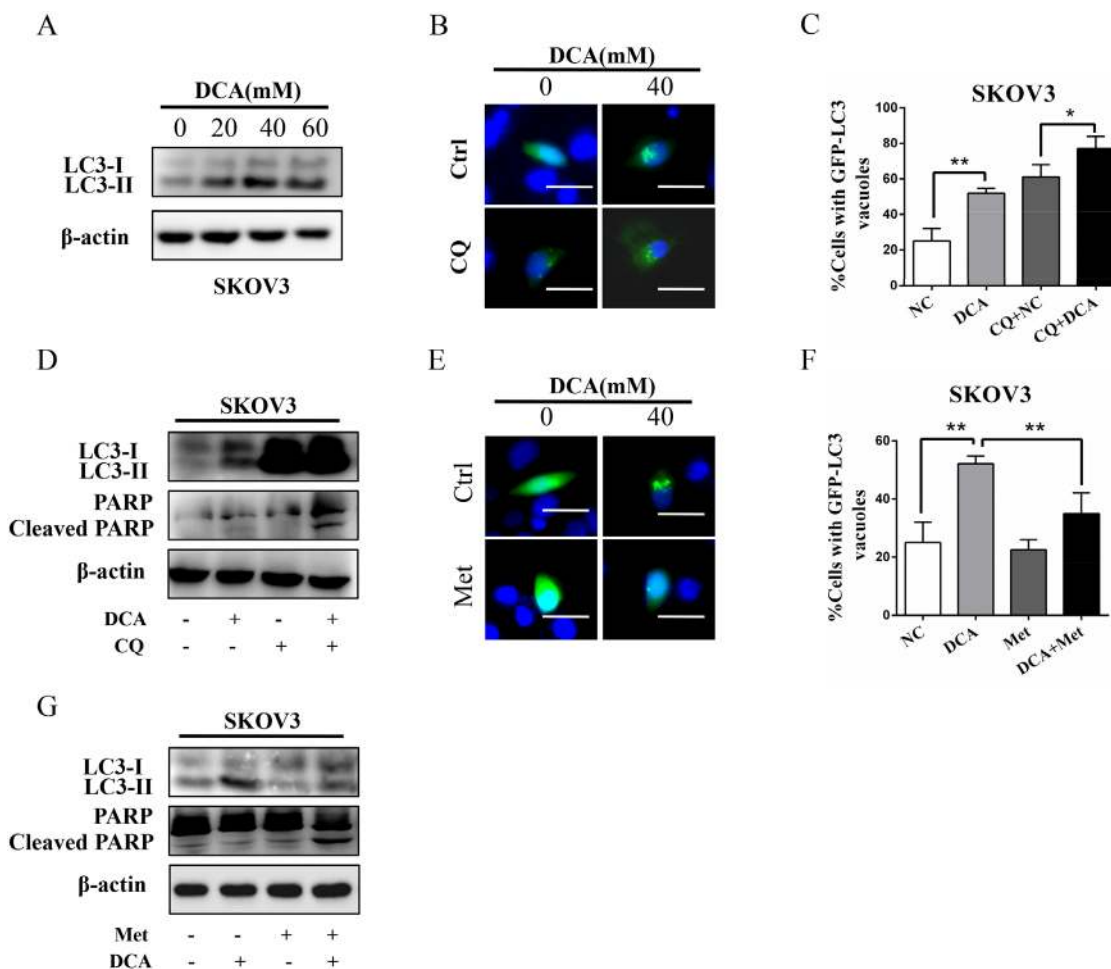 A
DCA(mM)
0 20 40 60
LC3-I
LC3-II
β-actin
SKOV3
B
DCA(mM)
0 40
Ctrl
CQ
C
SKOV3
%Cells with GFP-LC3
vacuoles
100
80
60
40
20
0
** *
NC DCA CQ+NC CQ+DCA
D
SKOV3
LC3-I
LC3-II
PARP
Cleaved PARP
β-actin
DCA - + - +
CQ - - + +
E
DCA(mM)
0 40
Ctrl
Met
F
SKOV3
%Cells with GFP-LC3
vacuoles
60
40
20
0
** **
NC DCA Met DCA+Met
G
SKOV3
LC3-I
LC3-II
PARP
Cleaved PARP
β-actin
Met - - + +
DCA - + - +